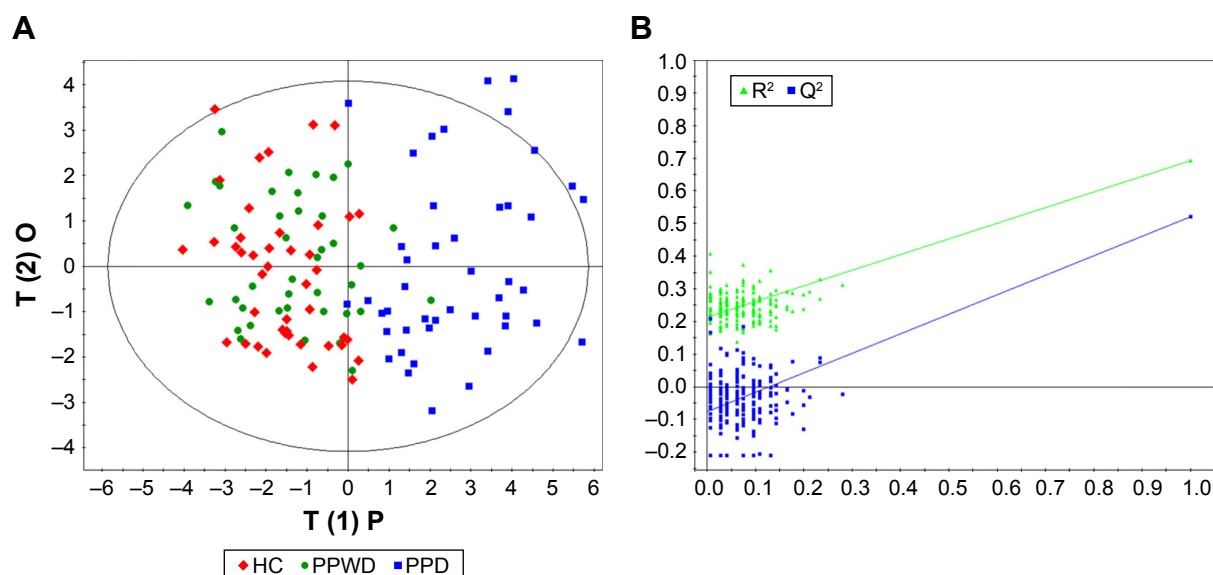 A
4
3
2
1
0
–1
–2
–3
–4
T (2) O
–6 –5 –4 –3 –2 –1 0 1 2 3 4 5 6
T (1) P
HC PPWD PPD
B
R² Q²
1.0
0.9
0.8
0.7
0.6
0.5
0.4
0.3
0.2
0.1
0.0
–0.1
–0.2
0.0 0.1 0.2 0.3 0.4 0.5 0.6 0.7 0.8 0.9 1.0